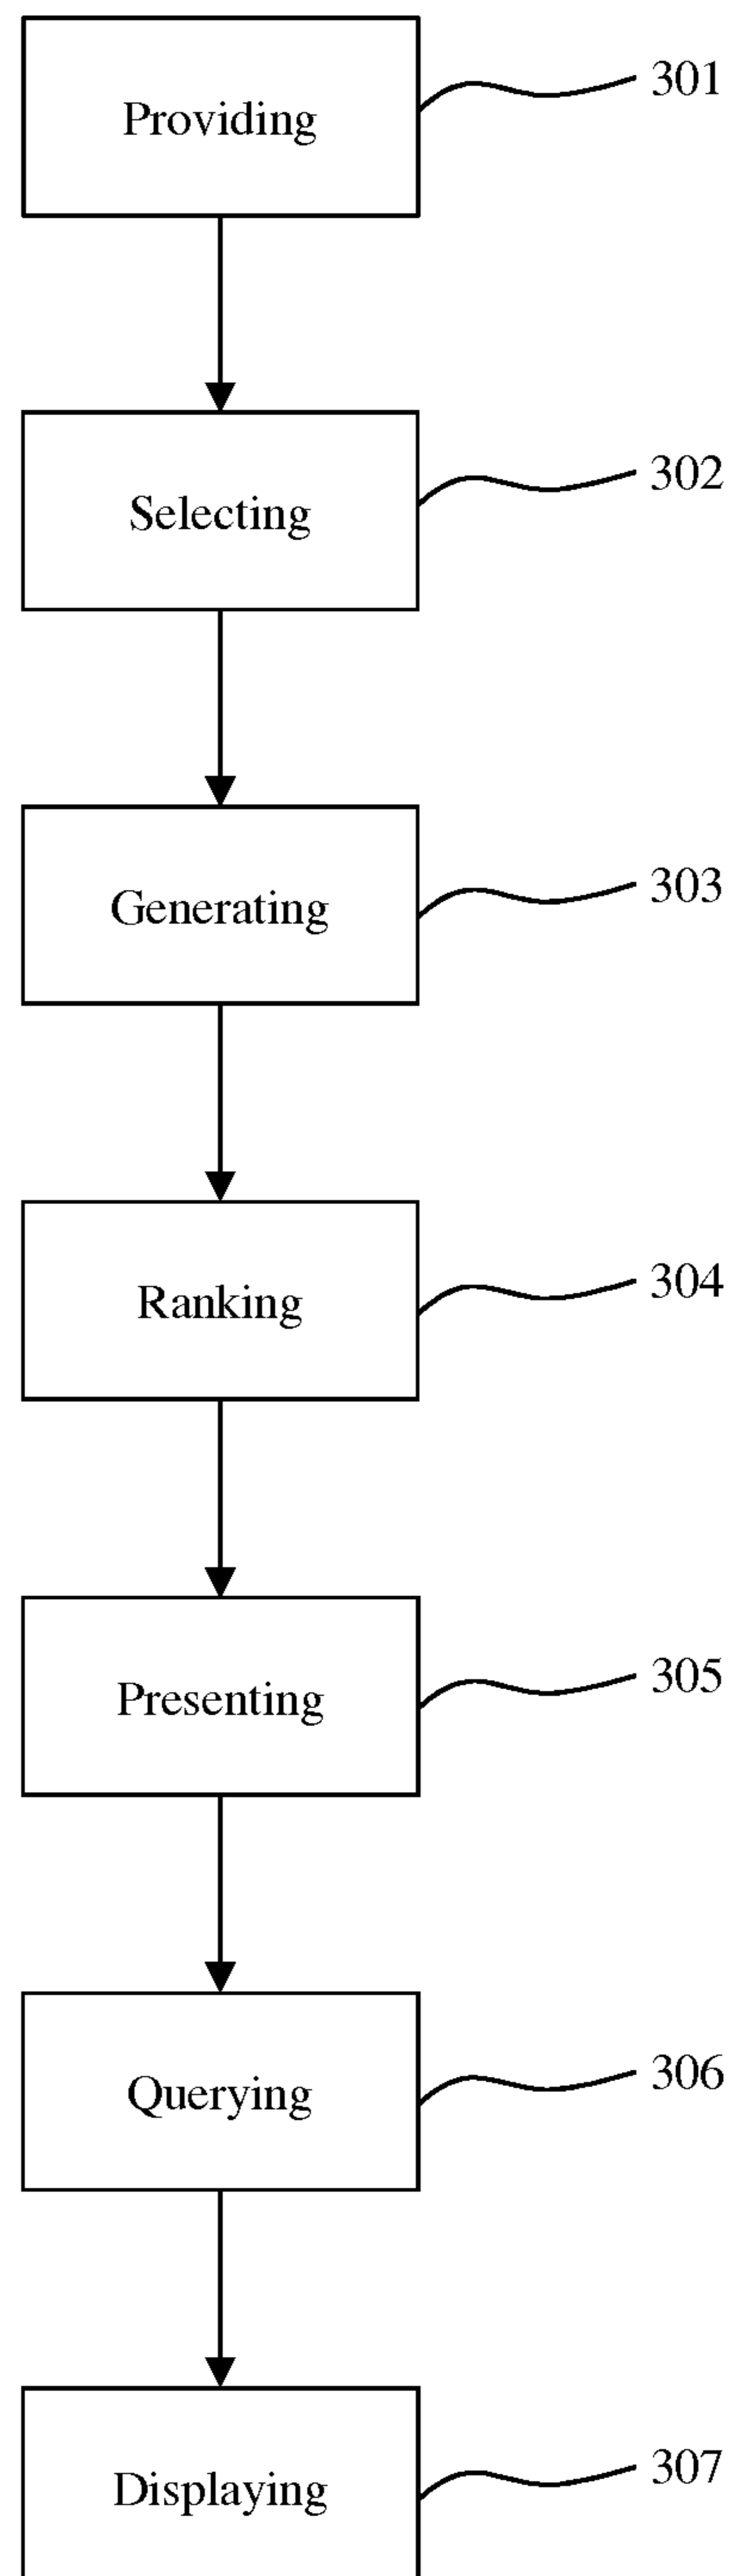 Providing 301
Selecting 302
Generating 303
Ranking 304
Presenting 305
Querying 306
Displaying 307